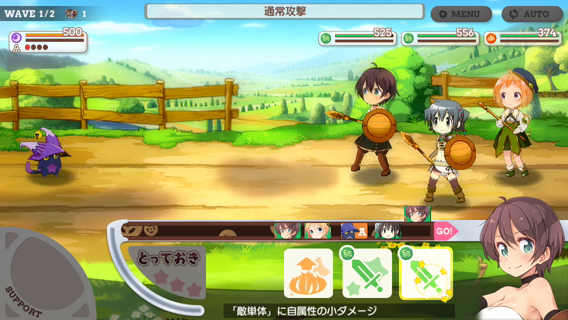 WAVE 1/2 1
通常攻撃
MENU
AUTO
500
A
525
556
374
GO!
とっておき
SUPPORT
「敵単体」に自属性の小ダメージ